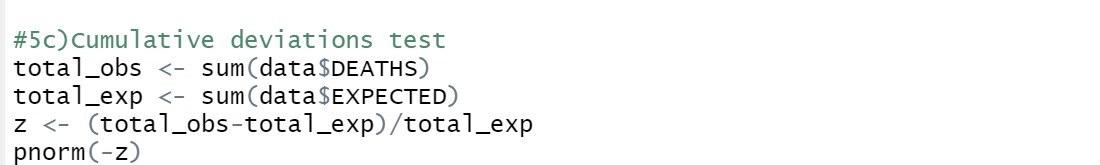 #5c)Cumulative deviations test
total_obs <- sum(data$DEATHS)
total_exp <- sum(data$EXPECTED)
z <- (total_obs-total_exp)/total_exp
pnorm(-z)